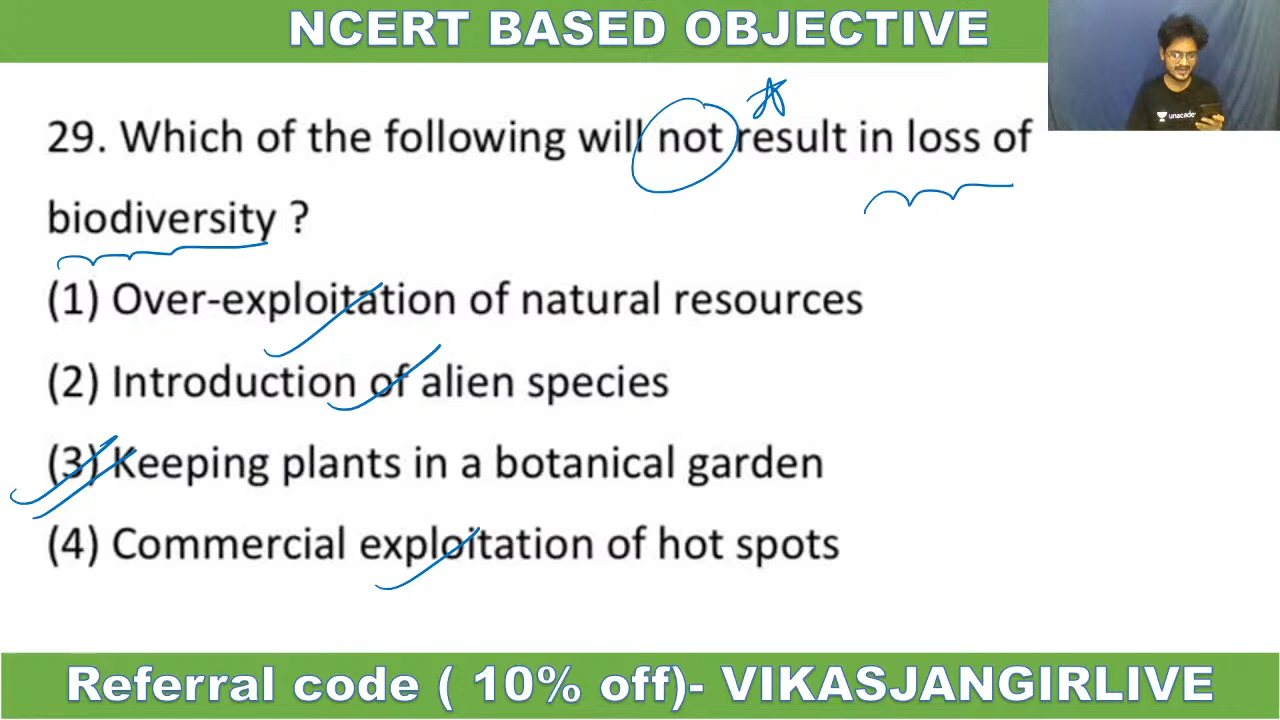 NCERT BASED OBJECTIVE
unacade
29. Which of the following will not result in loss of
biodiversity ?
(1) Over-exploitation of natural resources
(2) Introduction of alien species
(3) Keeping plants in a botanical garden
(4) Commercial exploitation of hot spots
Referral code ( 10% off)- VIKASJANGIRLIVE